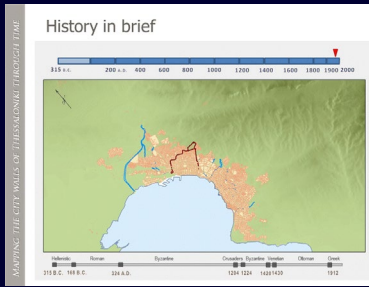 History in brief
MAPPING THE CITY WALLS OF THESSALONIKI THROUGH TIME
315 B.C. 200 A.D. 400 600 800 1000 1200 1400 1600 1800 1900 2000
Hellenistic Roman Byzantine Crusaders Byzantine Venetian Ottoman Greek
315 B.C. 168 B.C. 324 A.D. 1204 1224 1423 1430 1912